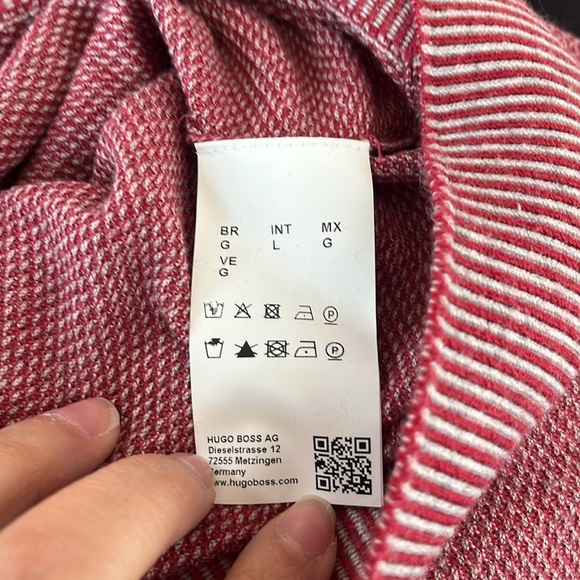 BR INT MX
G L G
VE
G
P
P
HUGO BOSS AG
Dieselstrasse 12
72555 Metzingen
Germany
www.hugoboss.com